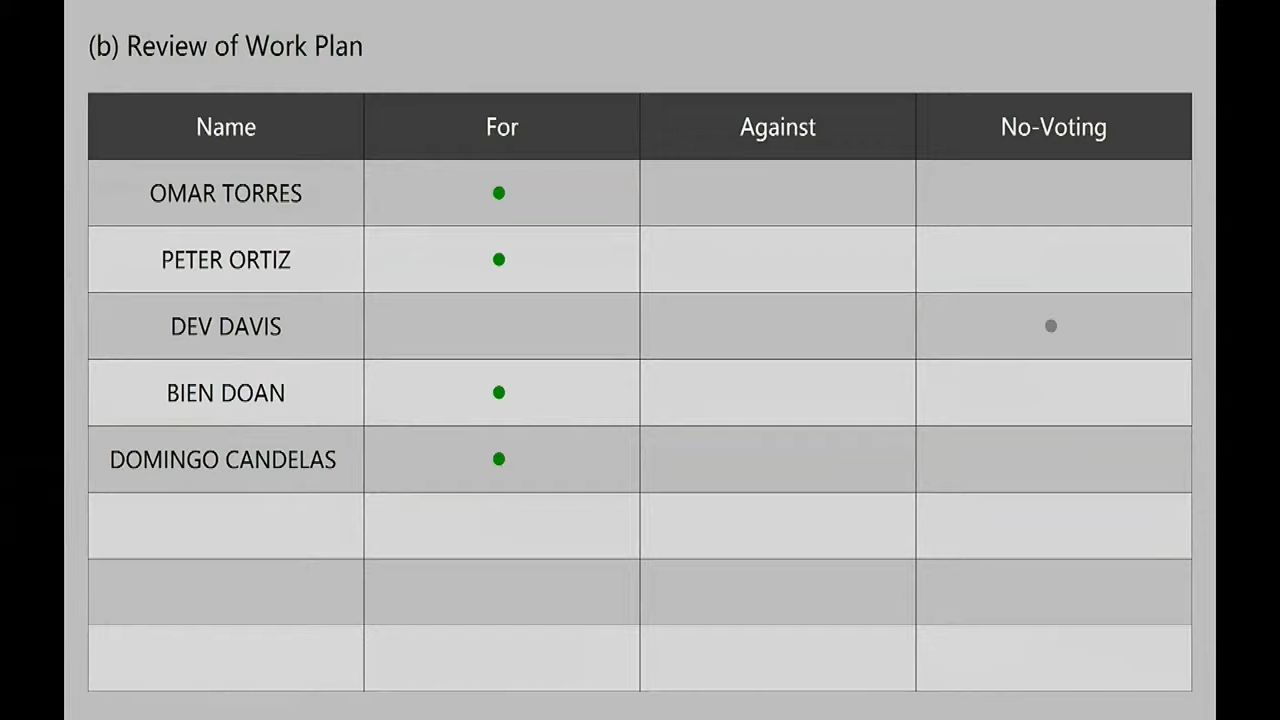 (b) Review of Work Plan
Name For Against No-Voting
OMAR TORRES
PETER ORTIZ
DEV DAVIS
BIEN DOAN
DOMINGO CANDELAS